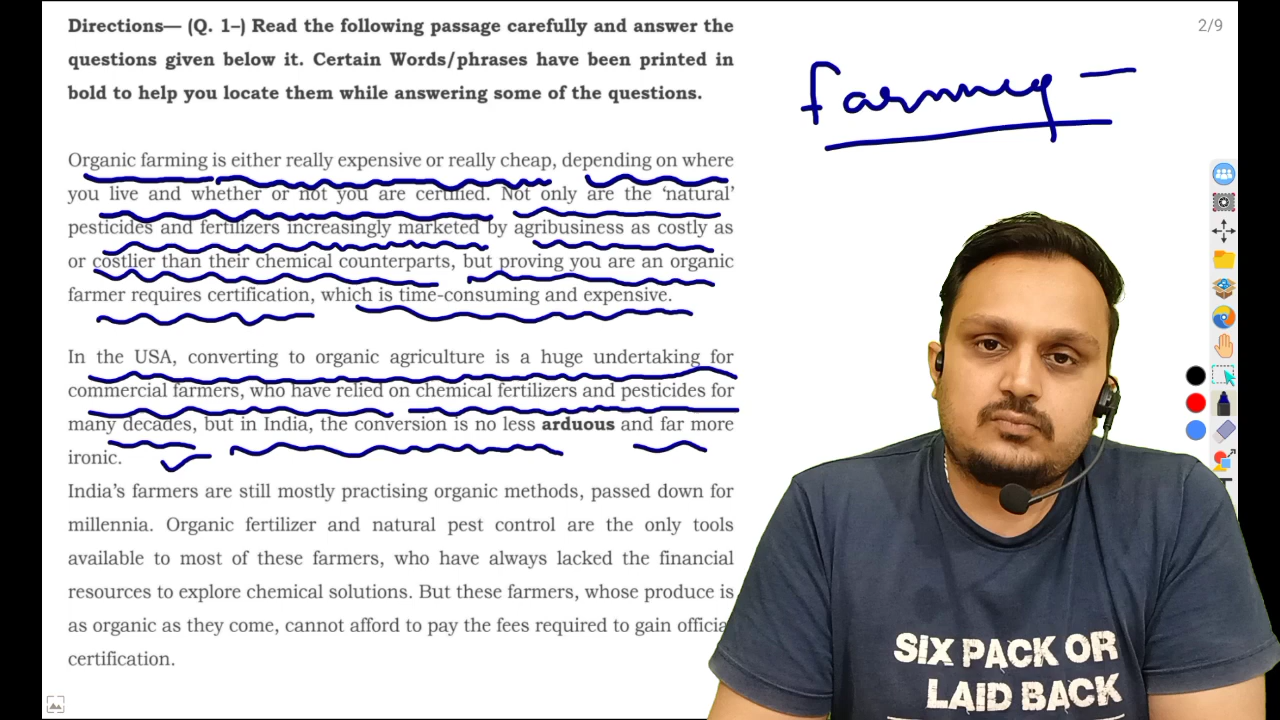 Directions— (Q. 1–) Read the following passage carefully and answer the
questions given below it. Certain Words/phrases have been printed in
bold to help you locate them while answering some of the questions.
2/9
Farming –
Organic farming is either really expensive or really cheap, depending on where
you live and whether or not you are certified. Not only are the ‘natural’
pesticides and fertilizers increasingly marketed by agribusiness as costly as
or costlier than their chemical counterparts, but proving you are an organic
farmer requires certification, which is time-consuming and expensive.
In the USA, converting to organic agriculture is a huge undertaking for
commercial farmers, who have relied on chemical fertilizers and pesticides for
many decades, but in India, the conversion is no less arduous and far more
ironic.
India’s farmers are still mostly practising organic methods, passed down for
millennia. Organic fertilizer and natural pest control are the only tools
available to most of these farmers, who have always lacked the financial
resources to explore chemical solutions. But these farmers, whose produce is
as organic as they come, cannot afford to pay the fees required to gain officia
certification.
SIX PACK OR
LAID BACK